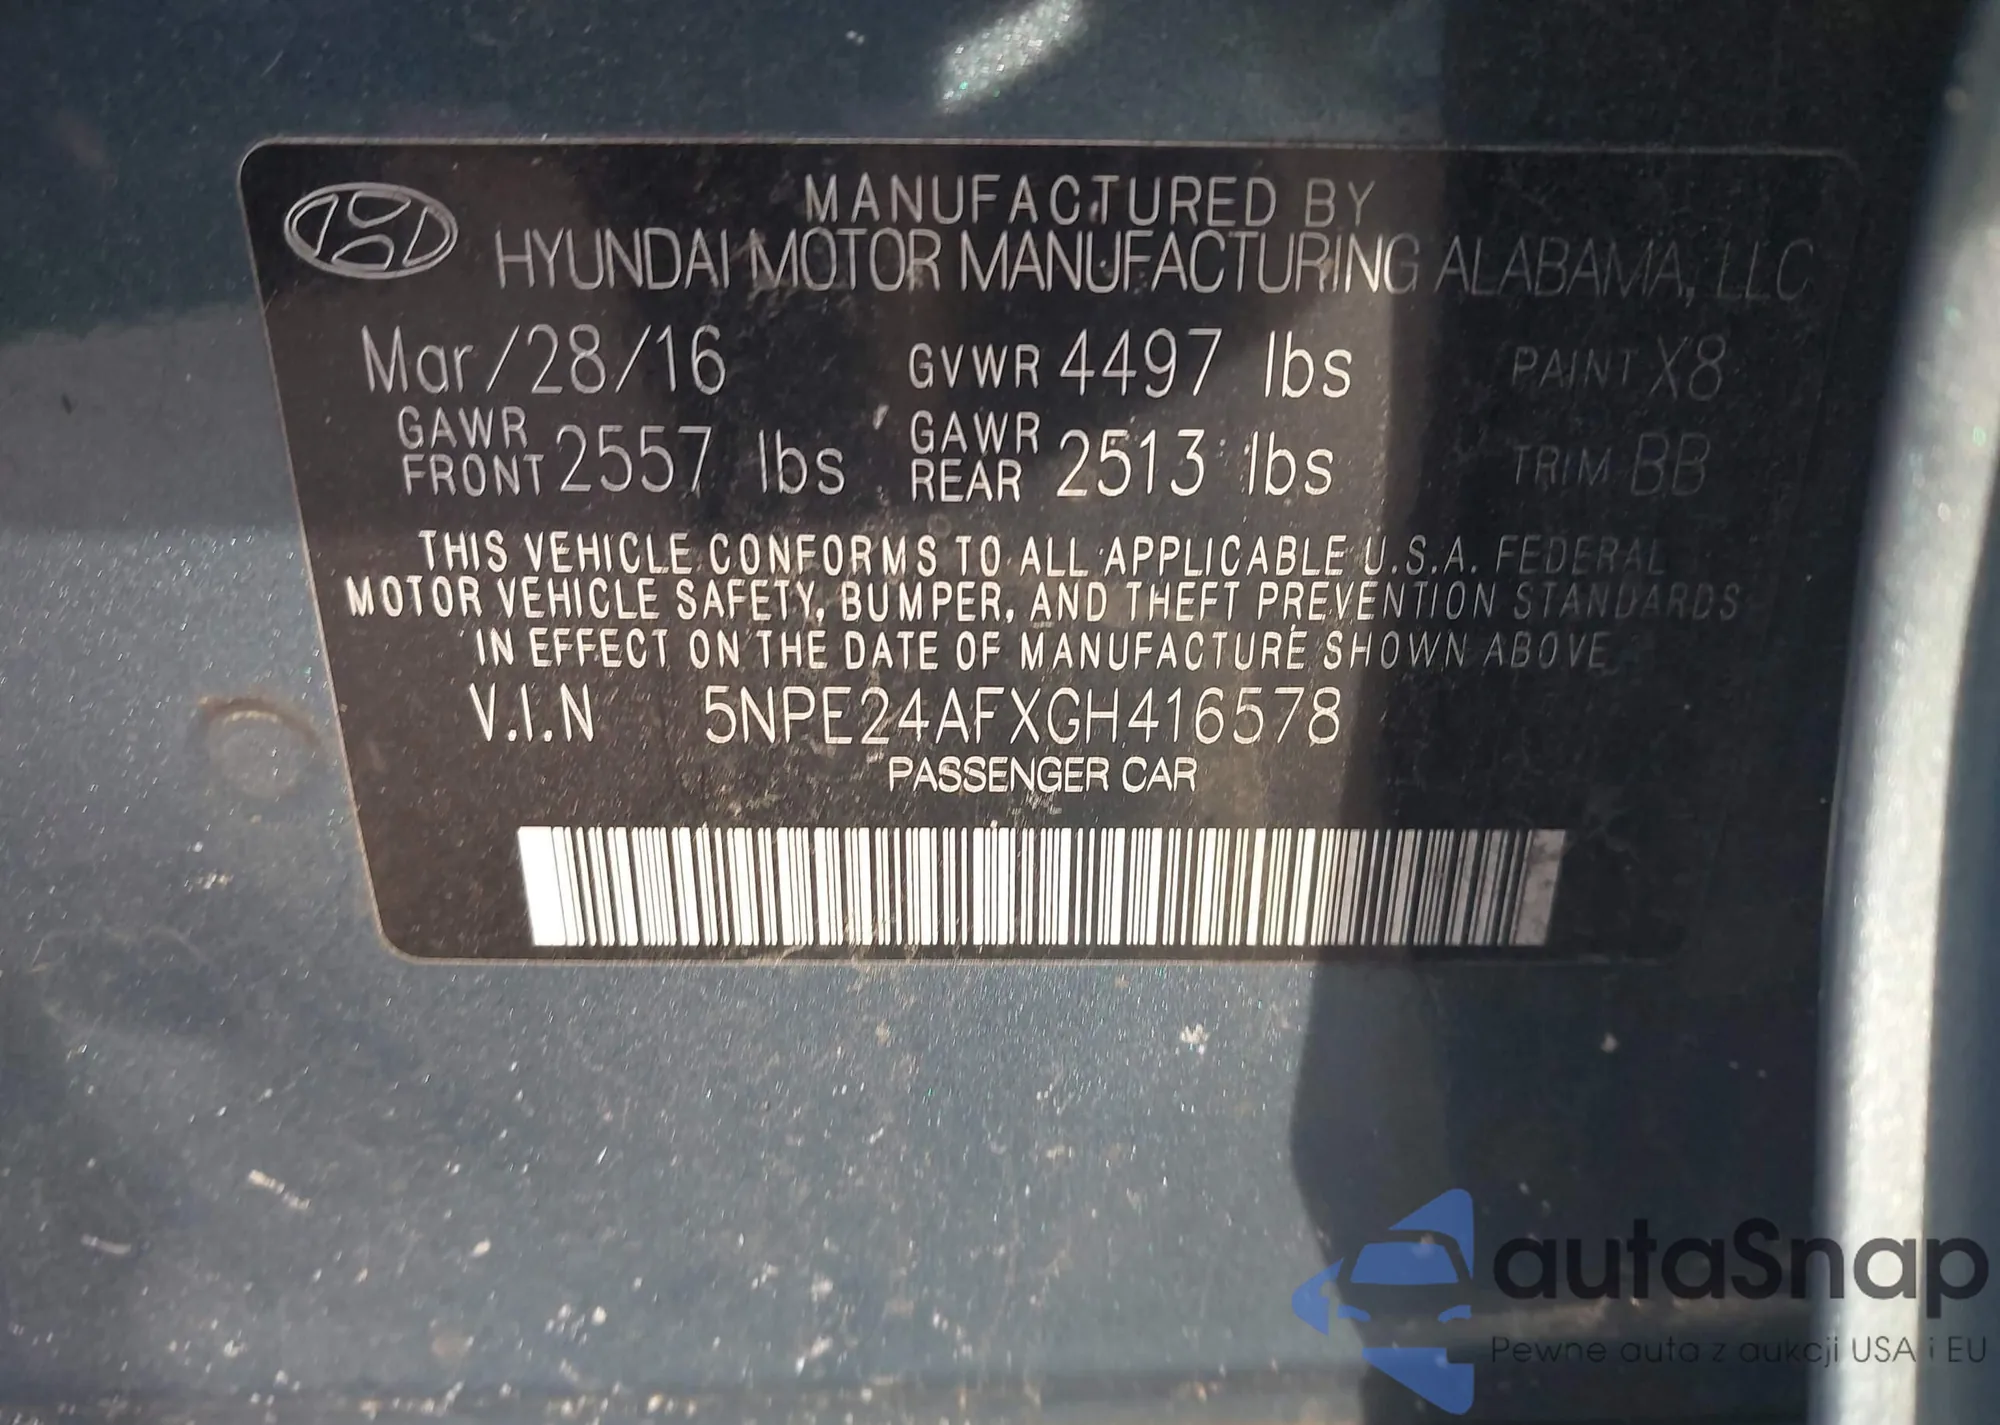 MANUFACTURED BY
HYUNDAI MOTOR MANUFACTURING ALABAMA, LLC
Mar/28/16 GVWR 4497 lbs PAINT X8
GAWR FRONT 2557 lbs GAWR REAR 2513 lbs TRIM BB
THIS VEHICLE CONFORMS TO ALL APPLICABLE U.S.A. FEDERAL
MOTOR VEHICLE SAFETY, BUMPER, AND THEFT PREVENTION STANDARDS
IN EFFECT ON THE DATE OF MANUFACTURE SHOWN ABOVE
V.I.N 5NPE24AFXGH416578
PASSENGER CAR
autaSnap
Pewne auta z aukcji USA i EU